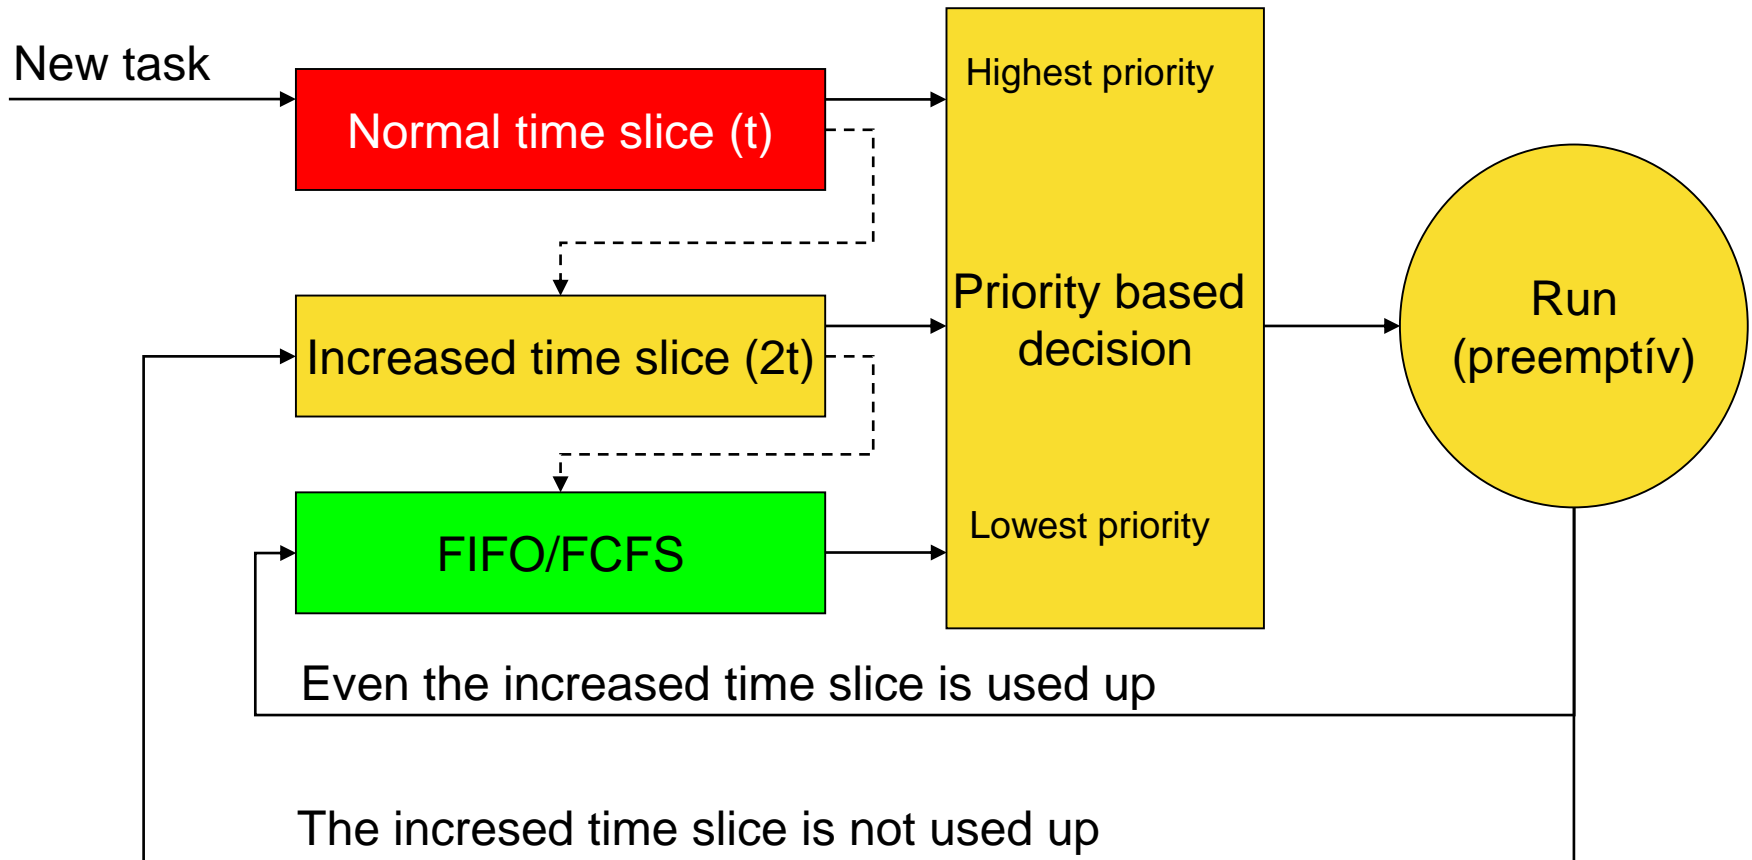 New task
Normal time slice (t)
Highest priority
Increased time slice (2t)
Priority based
decision
Run
(preemptív)
FIFO/FCFS
Lowest priority
Even the increased time slice is used up
The incresed time slice is not used up